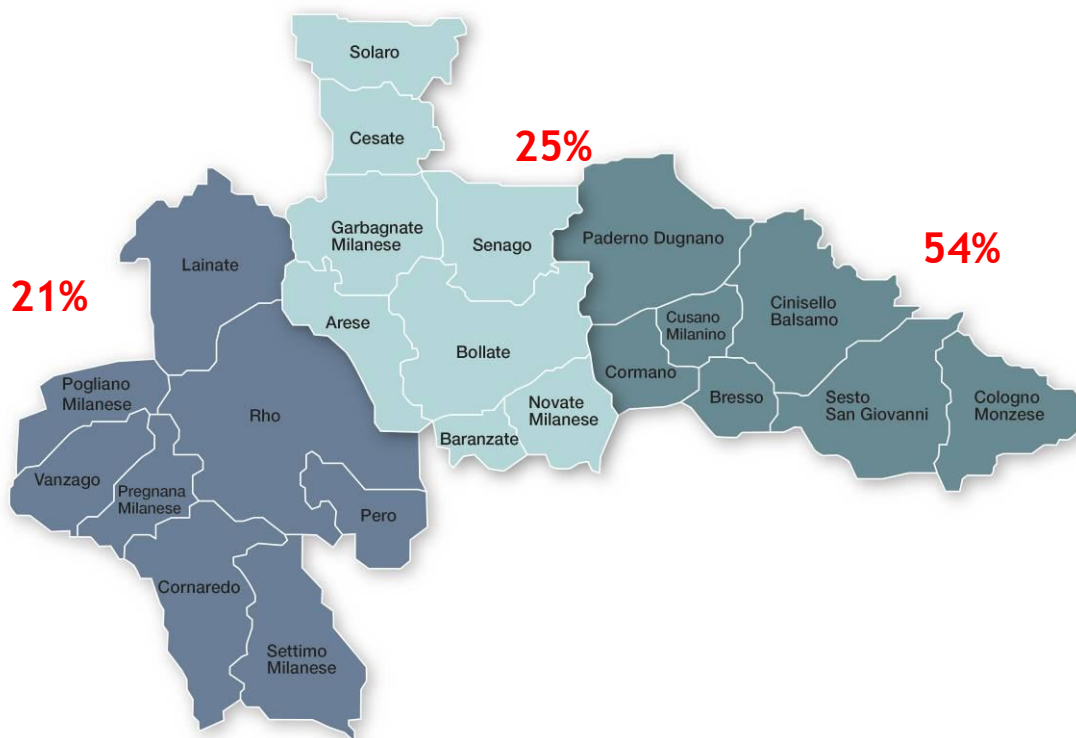 Solaro
Cesate
25%
Garbagnate
Milanese
Senago
Paderno Dugnano
54%
Lainate
21%
Arese
Bollate
Cusano
Milanino
Cinisello
Balsamo
Cormano
Pogliano
Milanese
Rho
Novate
Milanese
Bresso
Sesto
San Giovanni
Cologno
Monzese
Baranzate
Vanzago
Pregnana
Milanese
Pero
Cornaredo
Settimo
Milanese